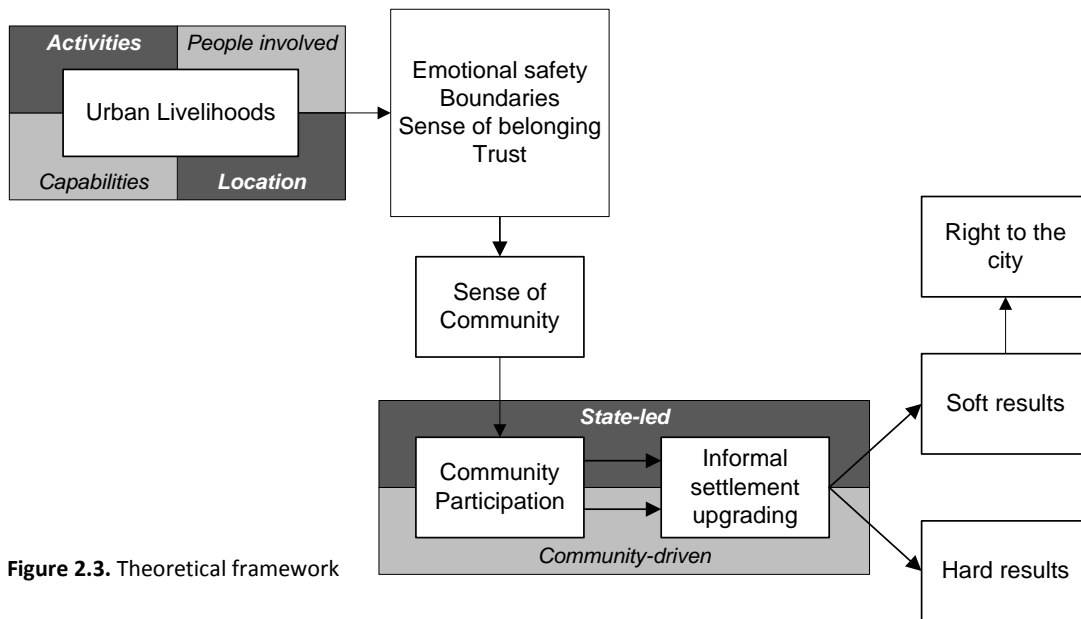 Activities
People involved
Urban Livelihoods
Capabilities
Location
Emotional safety
Boundaries
Sense of belonging
Trust
Sense of
Community
State-led
Community
Participation
Informal
settlement
upgrading
Community-driven
Right to the
city
Soft results
Hard results
Figure 2.3. Theoretical framework